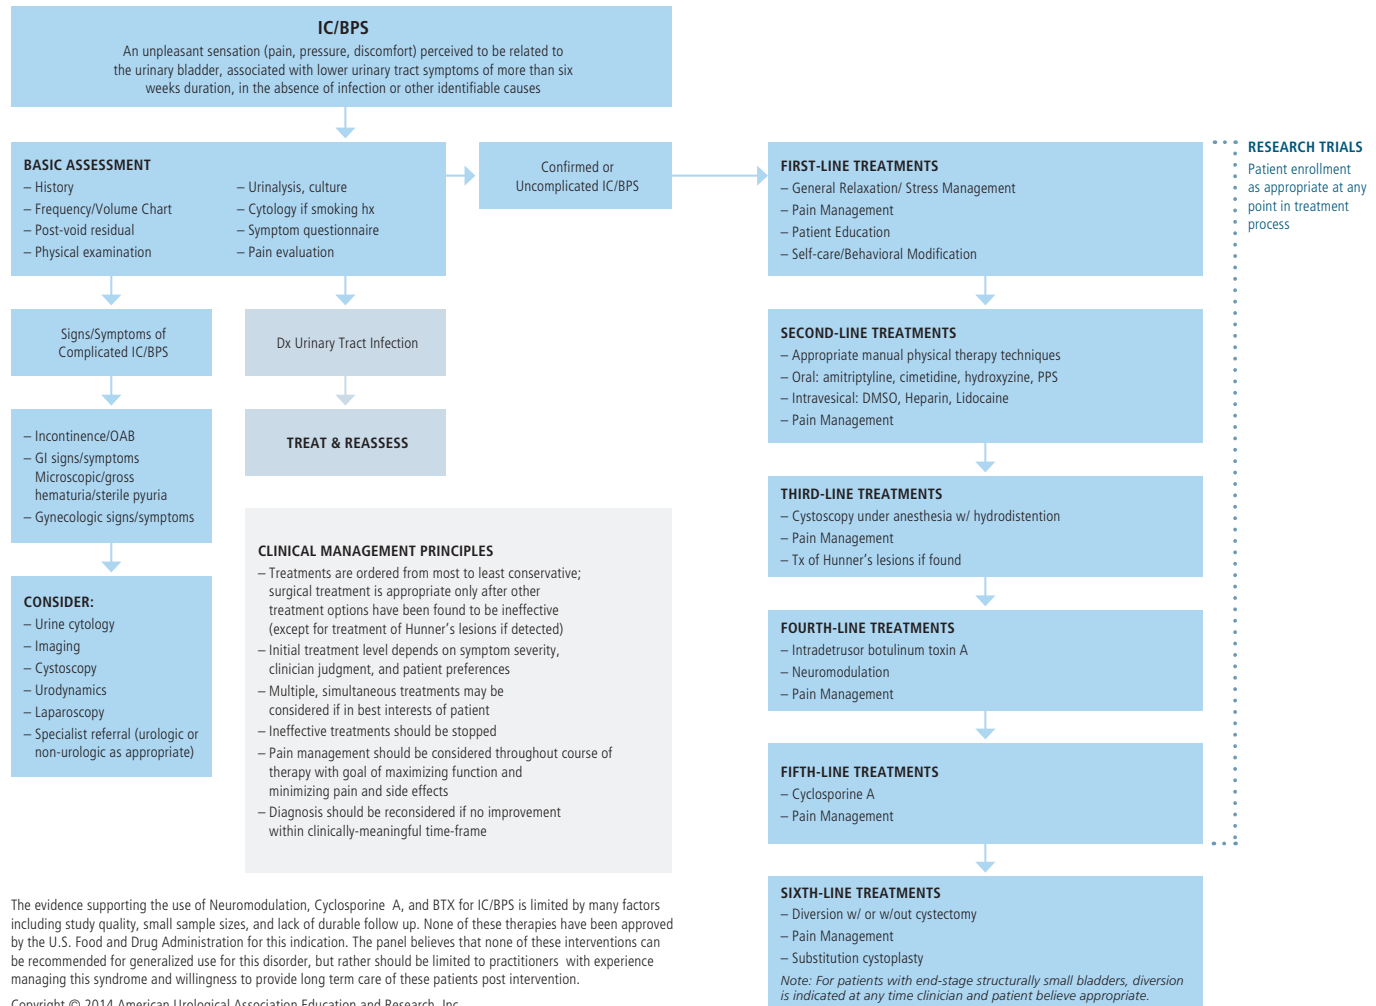 IC/BPS
An unpleasant sensation (pain, pressure, discomfort) perceived to be related to
the urinary bladder, associated with lower urinary tract symptoms of more than six
weeks duration, in the absence of infection or other identifiable causes
BASIC ASSESSMENT
– History
– Frequency/Volume Chart
– Post-void residual
– Physical examination
– Urinalysis, culture
– Cytology if smoking hx
– Symptom questionnaire
– Pain evaluation
Confirmed or
Uncomplicated IC/BPS
Signs/Symptoms of
Complicated IC/BPS
Dx Urinary Tract Infection
– Incontinence/OAB
– GI signs/symptoms
Microscopic/gross
hematuria/sterile pyuria
– Gynecologic signs/symptoms
TREAT & REASSESS
CONSIDER:
– Urine cytology
– Imaging
– Cystoscopy
– Urodynamics
– Laparoscopy
– Specialist referral (urologic or
non-urologic as appropriate)
CLINICAL MANAGEMENT PRINCIPLES
– Treatments are ordered from most to least conservative;
surgical treatment is appropriate only after other
treatment options have been found to be ineffective
(except for treatment of Hunner's lesions if detected)
– Initial treatment level depends on symptom severity,
clinician judgment, and patient preferences
– Multiple, simultaneous treatments may be
considered if in best interests of patient
– Ineffective treatments should be stopped
– Pain management should be considered throughout course of
therapy with goal of maximizing function and
minimizing pain and side effects
– Diagnosis should be reconsidered if no improvement
within clinically-meaningful time-frame
FIRST-LINE TREATMENTS
– General Relaxation/ Stress Management
– Pain Management
– Patient Education
– Self-care/Behavioral Modification
SECOND-LINE TREATMENTS
– Appropriate manual physical therapy techniques
– Oral: amitriptyline, cimetidine, hydroxyzine, PPS
– Intravesical: DMSO, Heparin, Lidocaine
– Pain Management
THIRD-LINE TREATMENTS
– Cystoscopy under anesthesia w/ hydrodistention
– Pain Management
– Tx of Hunner's lesions if found
FOURTH-LINE TREATMENTS
– Intradetrusor botulinum toxin A
– Neuromodulation
– Pain Management
FIFTH-LINE TREATMENTS
– Cyclosporine A
– Pain Management
SIXTH-LINE TREATMENTS
– Diversion w/ or w/out cystectomy
– Pain Management
– Substitution cystoplasty
Note: For patients with end-stage structurally small bladders, diversion
is indicated at any time clinician and patient believe appropriate.
RESEARCH TRIALS
Patient enrollment
as appropriate at any
point in treatment
process
The evidence supporting the use of Neuromodulation, Cyclosporine A, and BTX for IC/BPS is limited by many factors
including study quality, small sample sizes, and lack of durable follow up. None of these therapies have been approved
by the U.S. Food and Drug Administration for this indication. The panel believes that none of these interventions can
be recommended for generalized use for this disorder, but rather should be limited to practitioners with experience
managing this syndrome and willingness to provide long term care of these patients post intervention.
Copyright © 2014 American Urological Association Education and Research, Inc.